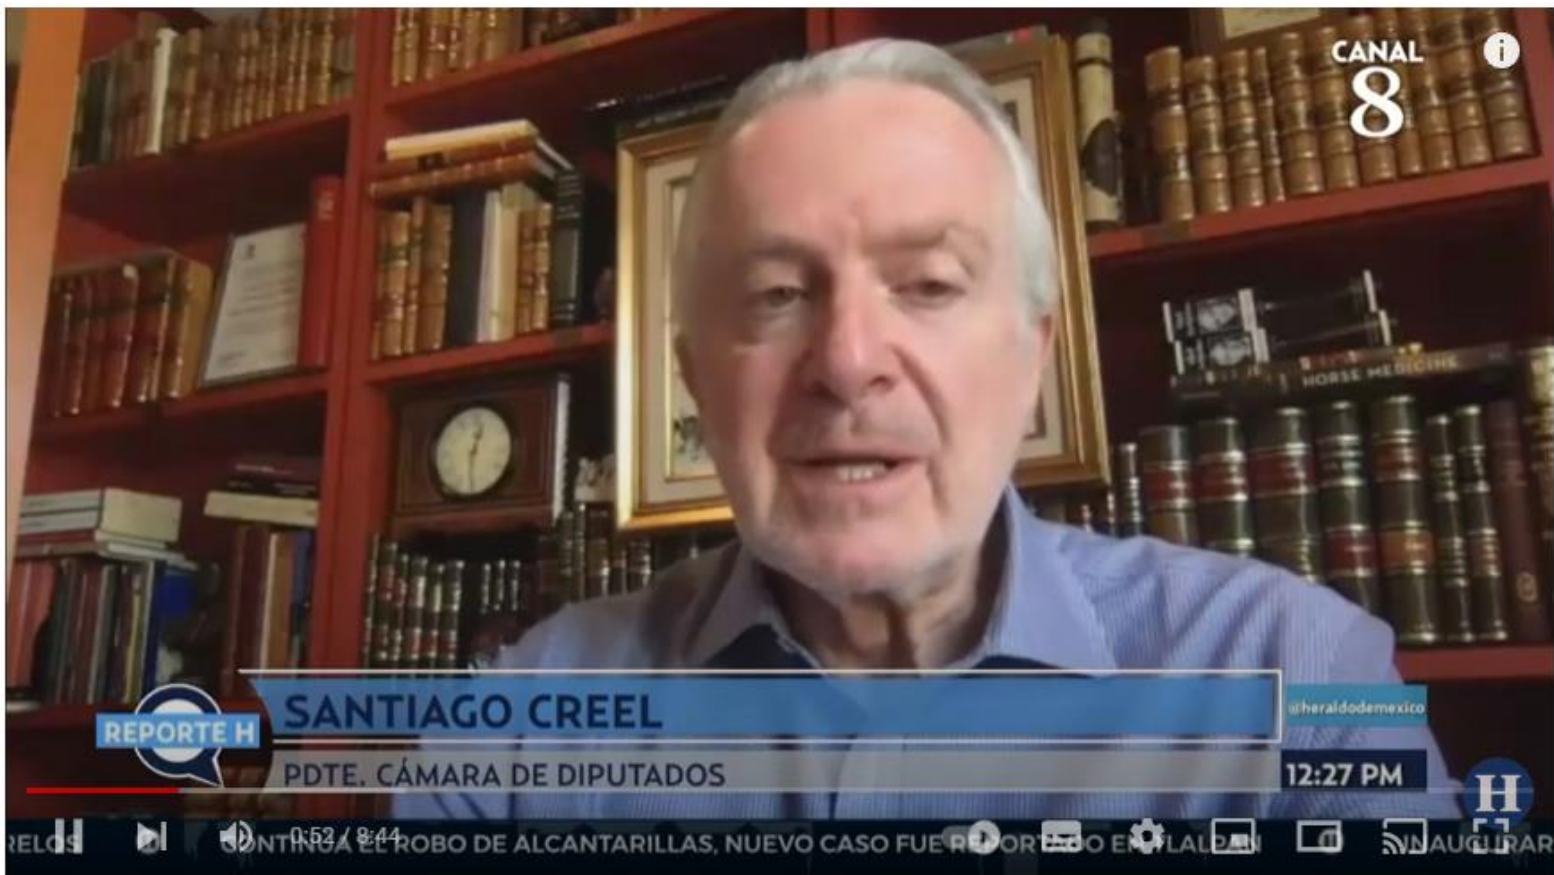 CANAL
8
HORSE MEDICINE
SANTIAGO CREEL
@heraldodemexico
REPORTE H
PDTE. CÁMARA DE DIPUTADOS
12:27 PM
H
0:52 / 8:44
RELOS
CONTINÚA EL ROBO DE ALCANTARILLAS, NUEVO CASO FUE REPORTADO EN TLALPAN
INAUGURAR